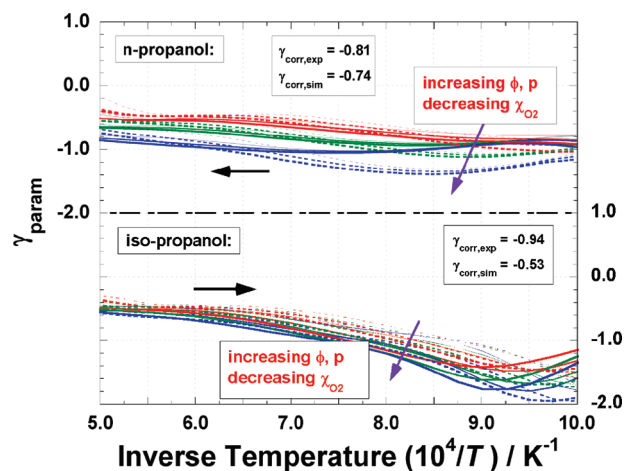 1.0
n-propanol:
γcorr,exp = -0.81
γcorr,sim = -0.74
0.0
increasing ϕ, p
decreasing χO2
-1.0
-2.0
1.0
γparam
iso-propanol:
γcorr,exp = -0.94
γcorr,sim = -0.53
0.0
-1.0
increasing ϕ, p
decreasing χO2
-2.0
5.0 6.0 7.0 8.0 9.0 10.0
Inverse Temperature (10⁴/T) / K⁻¹